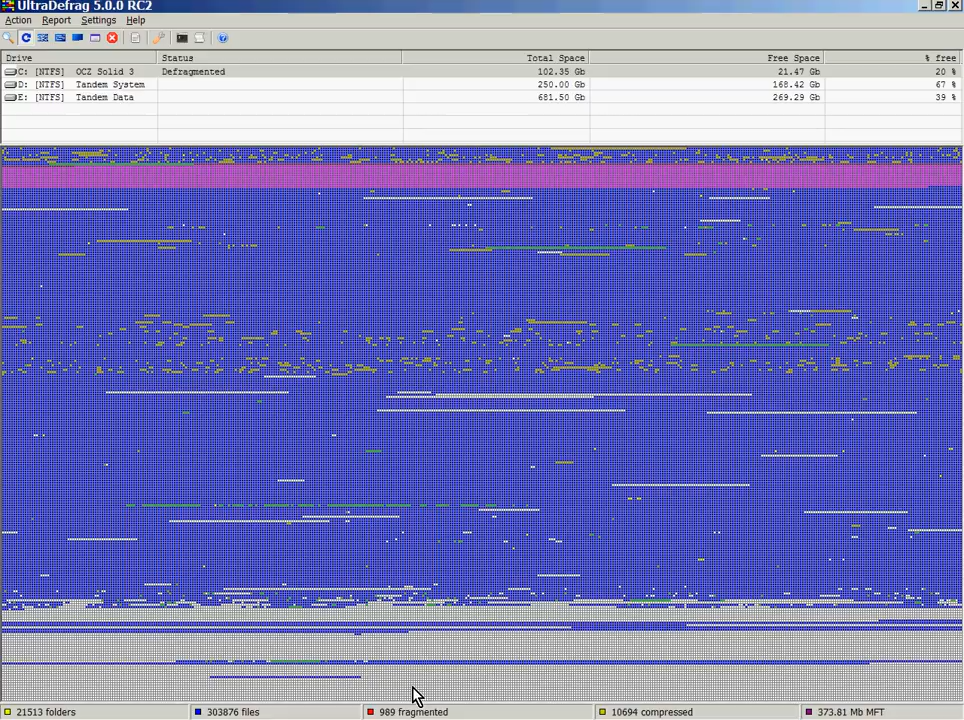 UltraDefrag 5.0.0 RC2
Action Report Settings Help
Drive Status Total Space Free Space % free
C: [NTFS] OCZ Solid 3 Defragmented 102.35 Gb 21.47 Gb 20 %
D: [NTFS] Tandem System 250.00 Gb 168.42 Gb 67 %
E: [NTFS] Tandem Data 681.50 Gb 269.29 Gb 39 %
21513 folders 303876 files 989 fragmented 10694 compressed 373.81 Mb MFT